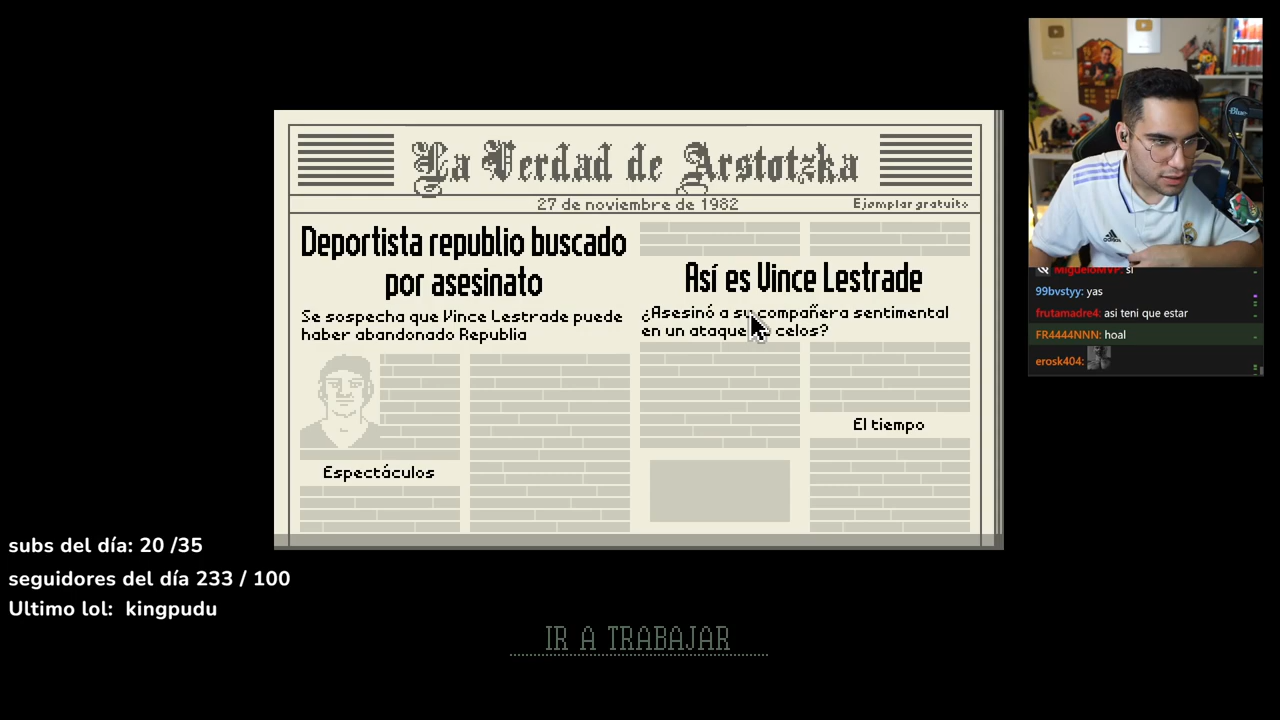 La Verdad de Arstotzka
27 de noviembre de 1982
Ejemplar gratuito
Deportista republio buscado
por asesinato
Se sospecha que Vince Lestrade puede
haber abandonado Republia
Espectáculos
Así es Vince Lestrade
¿Asesinó a su compañera sentimental
en un ataque celos?
El tiempo
IR A TRABAJAR
subs del día: 20 /35
seguidores del día 233 / 100
Ultimo lol: kingpudu
MigueloMVP: si
99bvstyy: yas
frutamadre4: asi teni que estar
FR4444NNN: hoal
erosk404: